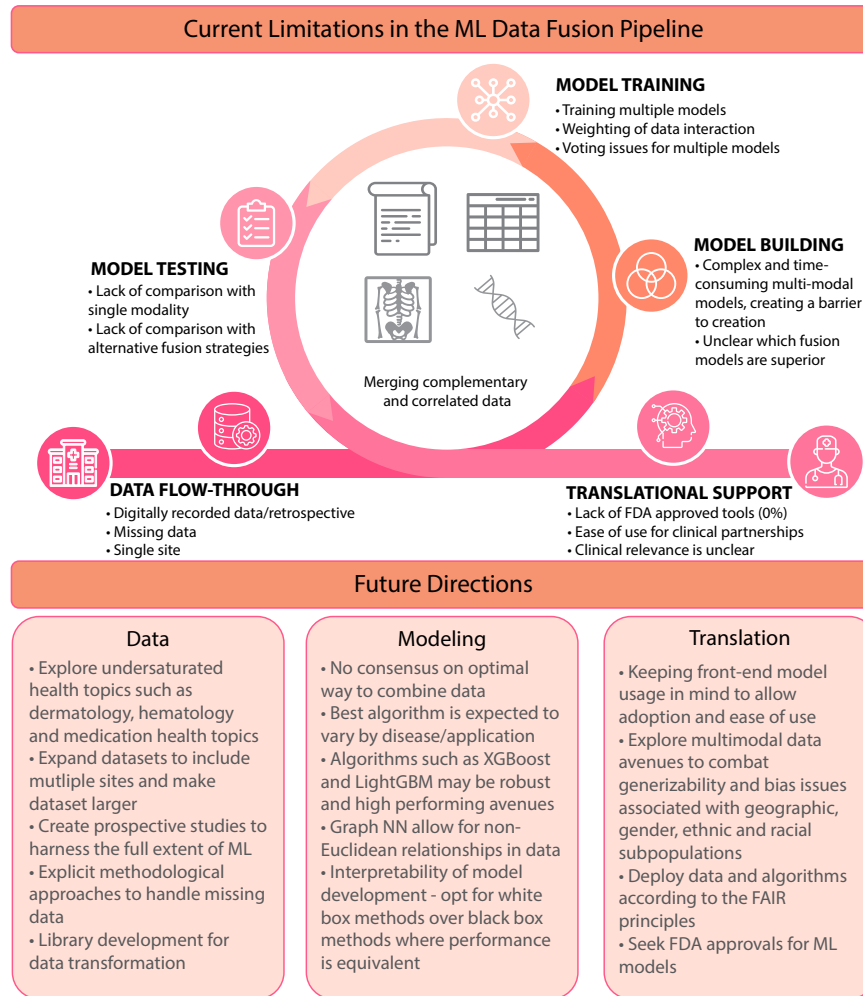 Current Limitations in the ML Data Fusion Pipeline
MODEL TRAINING
• Training multiple models
• Weighting of data interaction
• Voting issues for multiple models
MODEL TESTING
• Lack of comparison with
single modality
• Lack of comparison with
alternative fusion strategies
MODEL BUILDING
• Complex and time-
consuming multi-modal
models, creating a barrier
to creation
• Unclear which fusion
models are superior
Merging complementary
and correlated data
DATA FLOW-THROUGH
• Digitally recorded data/retrospective
• Missing data
• Single site
TRANSLATIONAL SUPPORT
• Lack of FDA approved tools (0%)
• Ease of use for clinical partnerships
• Clinical relevance is unclear
Future Directions
Data
• Explore undersaturated
health topics such as
dermatology, hematology
and medication health topics
• Expand datasets to include
mutliple sites and make
dataset larger
• Create prospective studies to
harness the full extent of ML
• Explicit methodological
approaches to handle missing
data
• Library development for
data transformation
Modeling
• No consensus on optimal
way to combine data
• Best algorithm is expected to
vary by disease/application
• Algorithms such as XGBoost
and LightGBM may be robust
and high performing avenues
• Graph NN allow for non-
Euclidean relationships in data
• Interpretability of model
development - opt for white
box methods over black box
methods where performance
is equivalent
Translation
• Keeping front-end model
usage in mind to allow
adoption and ease of use
• Explore multimodal data
avenues to combat
generizability and bias issues
associated with geographic,
gender, ethnic and racial
subpopulations
• Deploy data and algorithms
according to the FAIR
principles
• Seek FDA approvals for ML
models